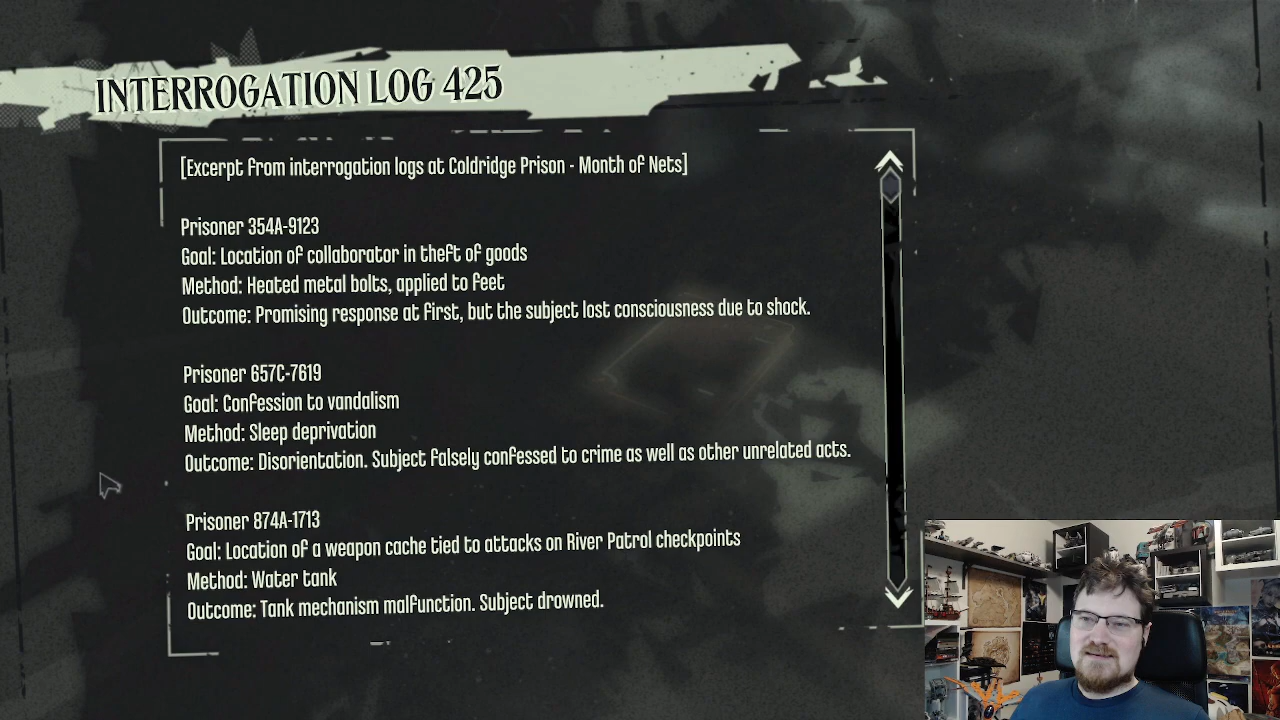 INTERROGATION LOG 425
[Excerpt from interrogation logs at Coldridge Prison - Month of Nets]
Prisoner 354A-9123
Goal: Location of collaborator in theft of goods
Method: Heated metal bolts, applied to feet
Outcome: Promising response at first, but the subject lost consciousness due to shock.
Prisoner 657C-7619
Goal: Confession to vandalism
Method: Sleep deprivation
Outcome: Disorientation. Subject falsely confessed to crime as well as other unrelated acts.
Prisoner 874A-1713
Goal: Location of a weapon cache tied to attacks on River Patrol checkpoints
Method: Water tank
Outcome: Tank mechanism malfunction. Subject drowned.